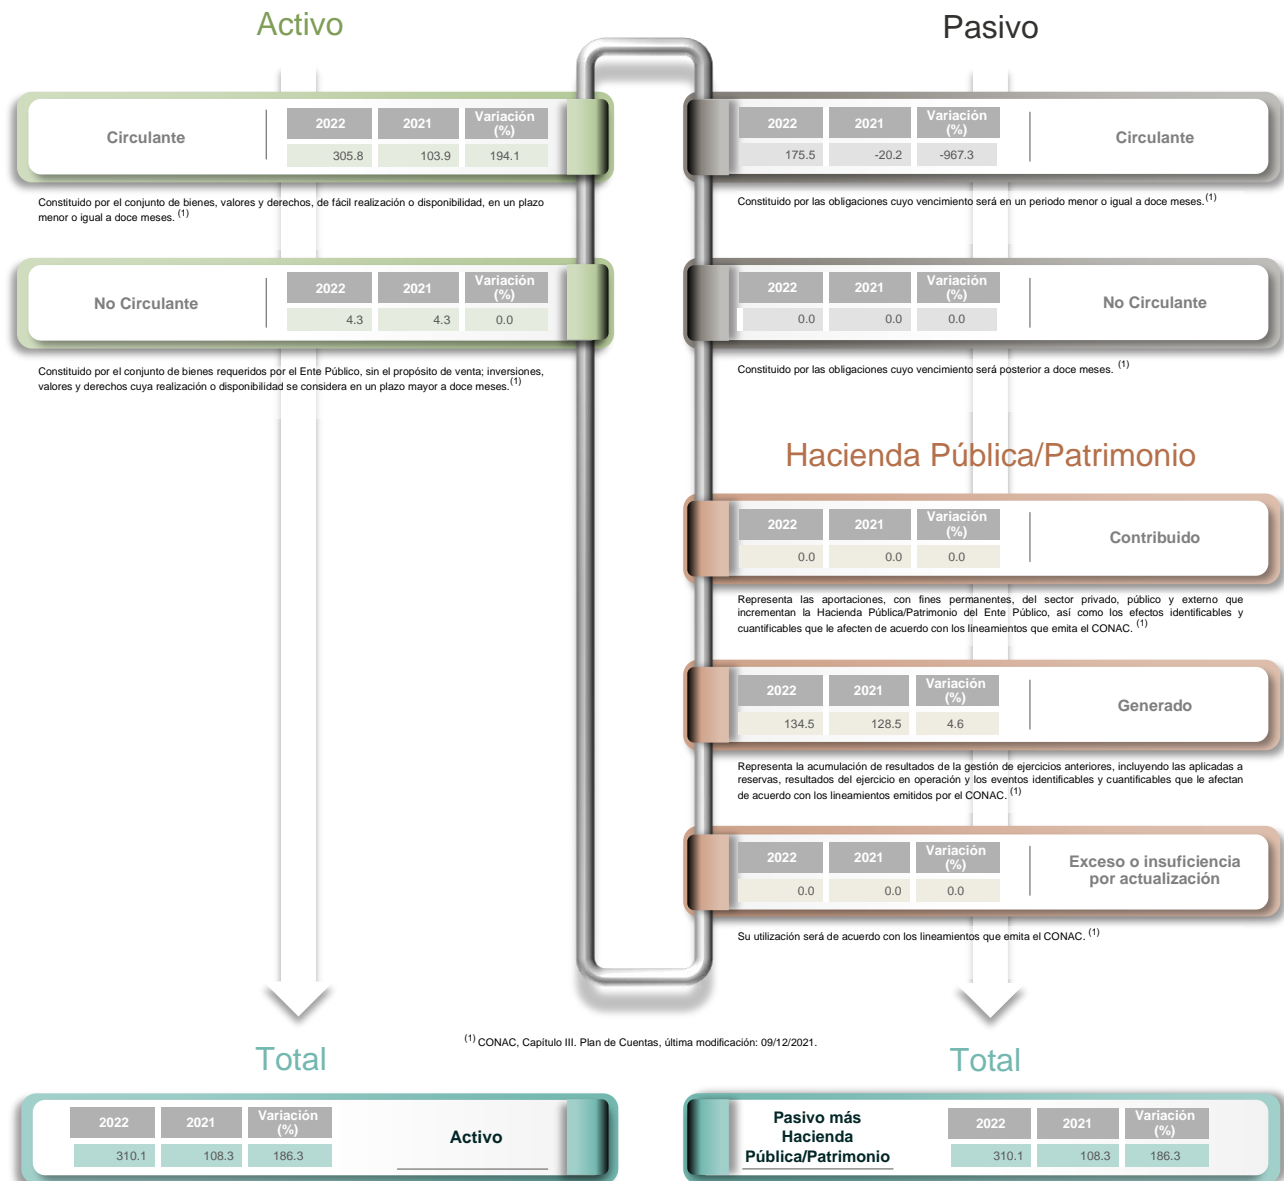 Activo
Circulante
2022 2021 Variación (%)
305.8 103.9 194.1
Constituido por el conjunto de bienes, valores y derechos, de fácil realización o disponibilidad, en un plazo
menor o igual a doce meses. (1)
No Circulante
2022 2021 Variación (%)
4.3 4.3 0.0
Constituido por el conjunto de bienes requeridos por el Ente Público, sin el propósito de venta; inversiones,
valores y derechos cuya realización o disponibilidad se considera en un plazo mayor a doce meses.(1)
Pasivo
2022 2021 Variación (%)
175.5 -20.2 -967.3
Circulante
Constituido por las obligaciones cuyo vencimiento será en un periodo menor o igual a doce meses.(1)
2022 2021 Variación (%)
0.0 0.0 0.0
No Circulante
Constituido por las obligaciones cuyo vencimiento será posterior a doce meses. (1)
Hacienda Pública/Patrimonio
2022 2021 Variación (%)
0.0 0.0 0.0
Contribuido
Representa las aportaciones, con fines permanentes, del sector privado, público y externo que
incrementan la Hacienda Pública/Patrimonio del Ente Público, así como los efectos identificables y
cuantificables que le afecten de acuerdo con los lineamientos que emita el CONAC. (1)
2022 2021 Variación (%)
134.5 128.5 4.6
Generado
Representa la acumulación de resultados de la gestión de ejercicios anteriores, incluyendo las aplicadas a
reservas, resultados del ejercicio en operación y los eventos identificables y cuantificables que le afectan
de acuerdo con los lineamientos emitidos por el CONAC. (1)
2022 2021 Variación (%)
0.0 0.0 0.0
Exceso o insuficiencia
por actualización
Su utilización será de acuerdo con los lineamientos que emita el CONAC. (1)
(1) CONAC, Capítulo III. Plan de Cuentas, última modificación: 09/12/2021.
Total
2022 2021 Variación (%)
310.1 108.3 186.3
Activo
Total
Pasivo más
Hacienda
Pública/Patrimonio
2022 2021 Variación (%)
310.1 108.3 186.3